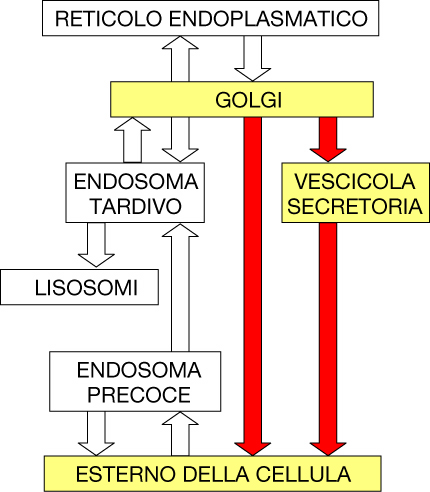 RETICOLO ENDOPLASMATICO
GOLGI
ENDOSOMA
TARDIVO
VESCICOLA
SECRETORIA
LISOSOMI
ENDOSOMA
PRECOCE
ESTERNO DELLA CELLULA